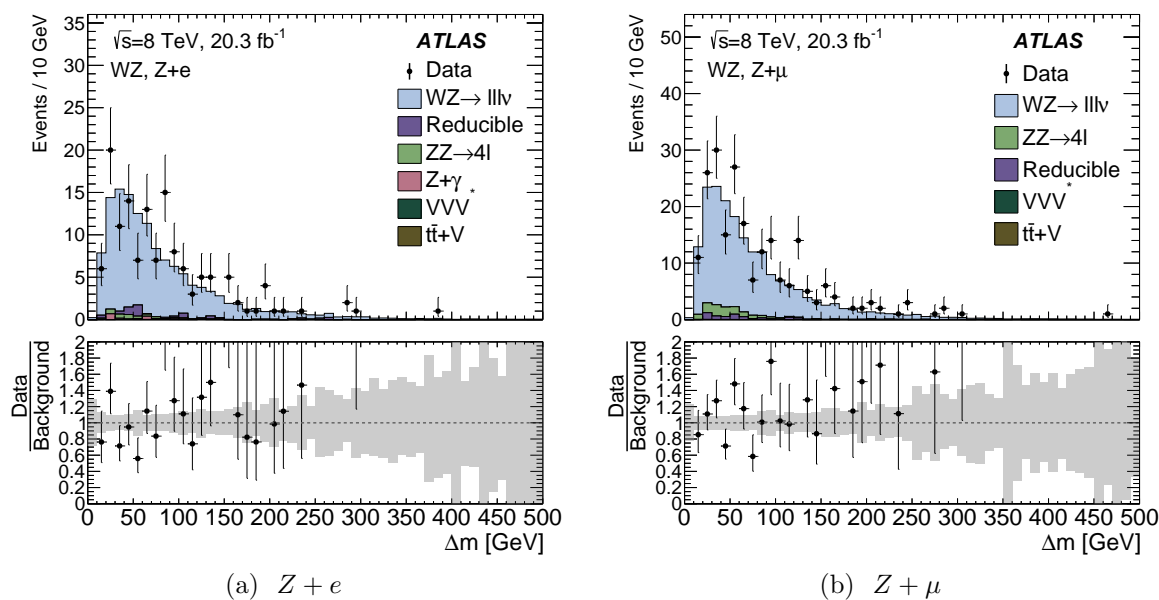 Events / 10 GeV
35
30
25
20
15
10
5
0
√s=8 TeV, 20.3 fb⁻¹
WZ, Z+e
ATLAS
Data
WZ→ lllν
Reducible
ZZ→4l
Z+γ
VVV*
tt̄+V
Data
Background
2
1.8
1.6
1.4
1.2
1
0.8
0.6
0.4
0.2
0
0 50 100 150 200 250 300 350 400 450 500
Δm [GeV]
(a) Z + e
Events / 10 GeV
50
40
30
20
10
0
√s=8 TeV, 20.3 fb⁻¹
WZ, Z+μ
ATLAS
Data
WZ→ lllν
ZZ→4l
Reducible
VVV*
tt̄+V
Data
Background
2
1.8
1.6
1.4
1.2
1
0.8
0.6
0.4
0.2
0
0 50 100 150 200 250 300 350 400 450 500
Δm [GeV]
(b) Z + μ